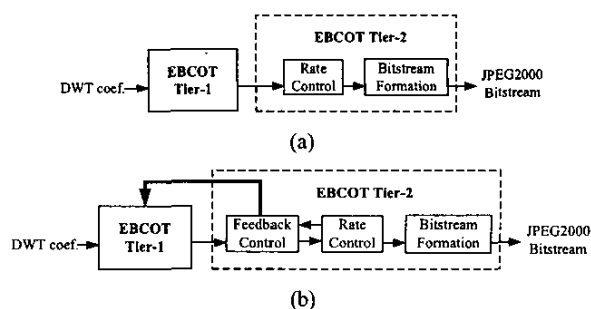 EBCOT Tier-2
EBCOT
Tier-1
Rate
Control
Bitstream
Formation
DWT coef.
JPEG2000
Bitstream
(a)
EBCOT Tier-2
EBCOT
Tier-1
Feedback
Control
Rate
Control
Bitstream
Formation
DWT coef.
JPEG2000
Bitstream
(b)